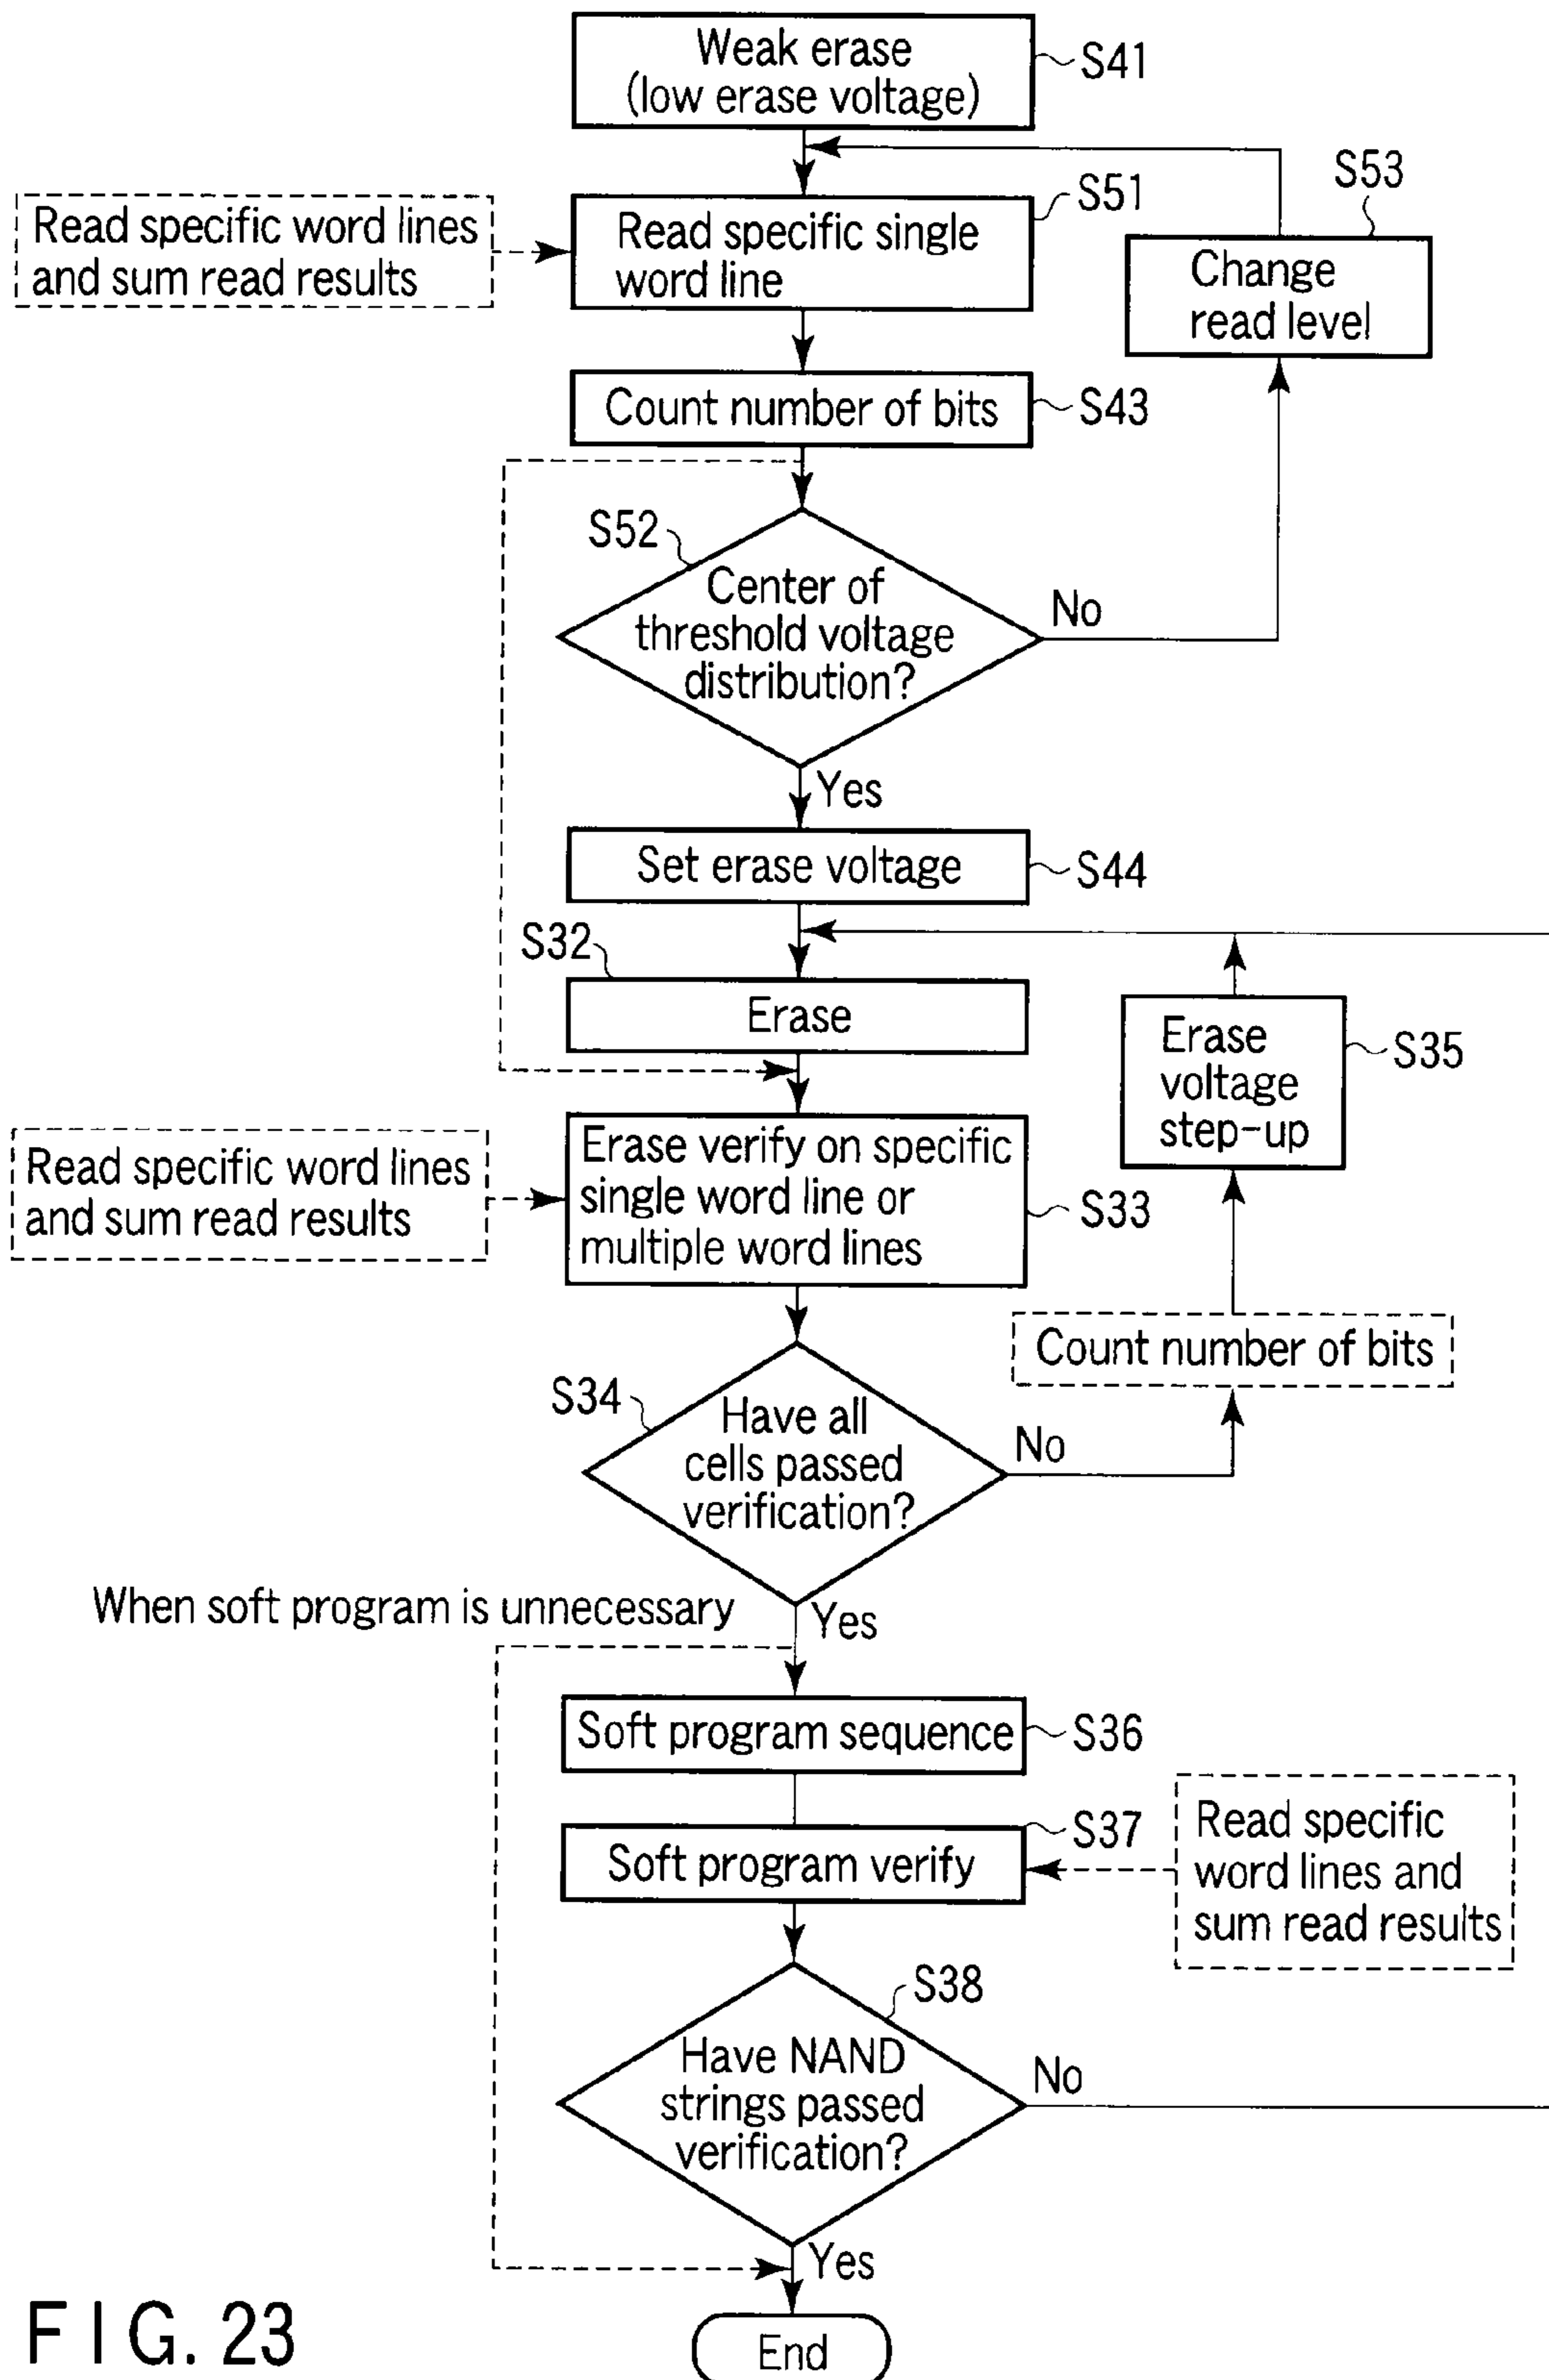 Weak erase
(low erase voltage)
S41
S53
Read specific word lines
and sum read results
Read specific single
word line
S51
Change
read level
Count number of bits
S43
S52
Center of
threshold voltage
distribution?
No
Yes
Set erase voltage
S44
S32
Erase
Erase
voltage
step-up
S35
Read specific word lines
and sum read results
Erase verify on specific
single word line or
multiple word lines
S33
Count number of bits
S34
Have all
cells passed
verification?
No
When soft program is unnecessary
Yes
Soft program sequence
S36
Soft program verify
S37
Read specific
word lines and
sum read results
S38
Have NAND
strings passed
verification?
No
Yes
End
FIG. 23